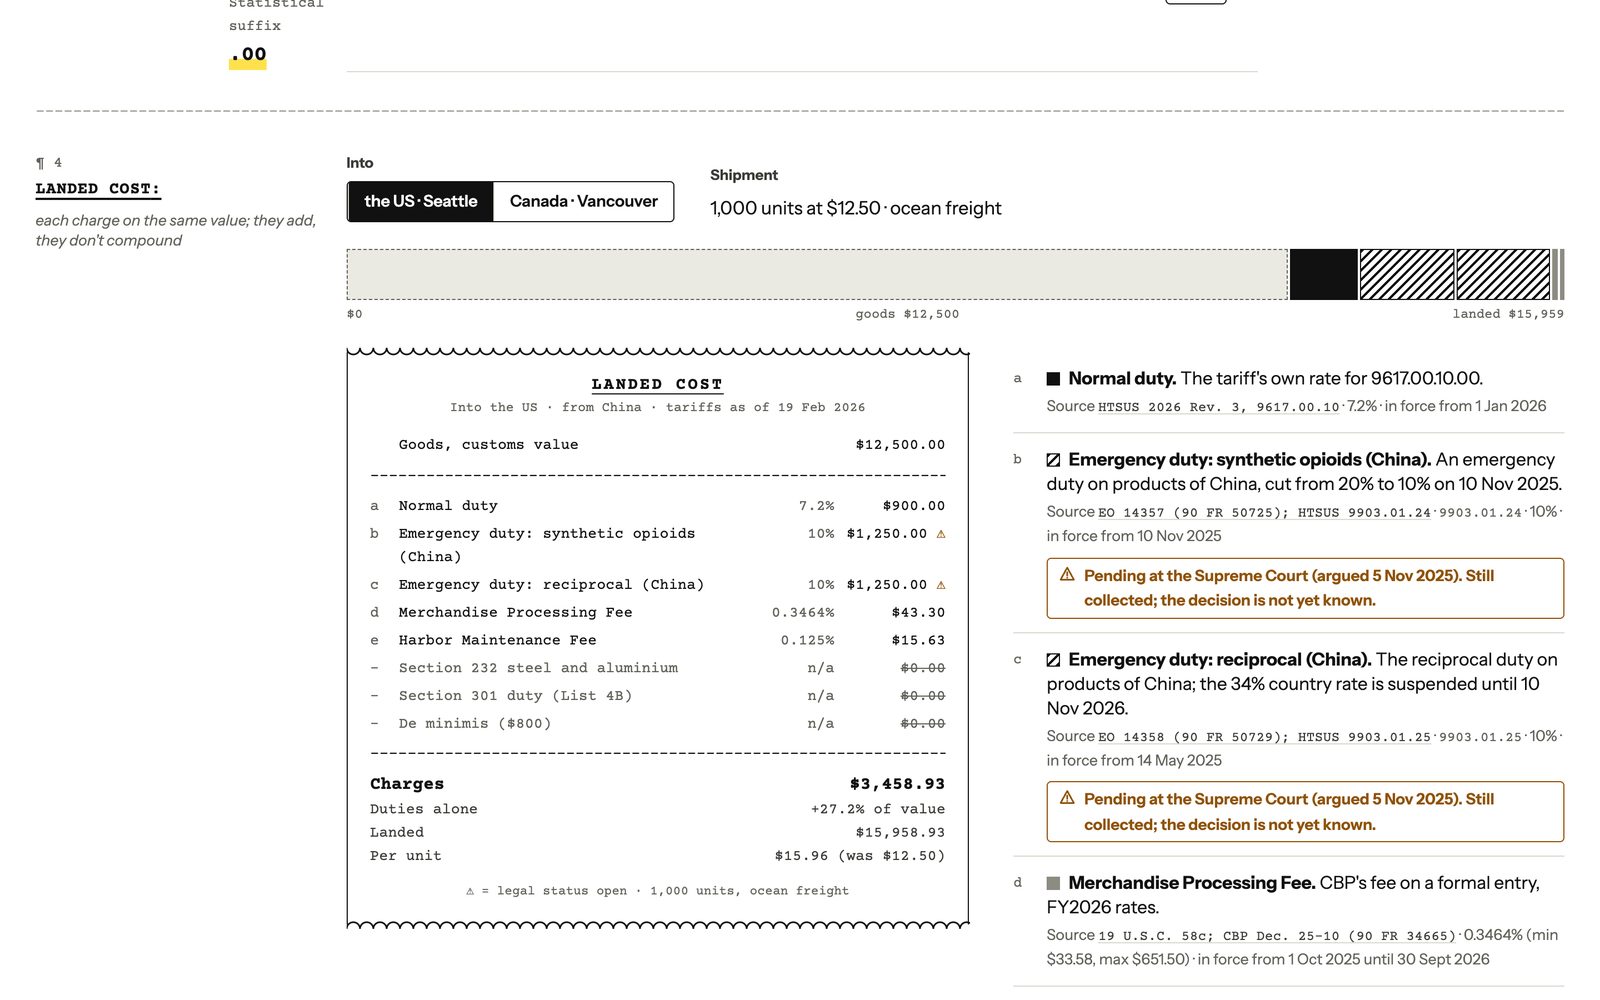 Statistical
suffix
.00
¶ 4
LANDED COST:
each charge on the same value; they add,
they don't compound
Into
the US · Seattle
Canada · Vancouver
Shipment
1,000 units at $12.50 · ocean freight
$0
goods $12,500
landed $15,959
LANDED COST
Into the US · from China · tariffs as of 19 Feb 2026
Goods, customs value $12,500.00
a Normal duty 7.2% $900.00
b Emergency duty: synthetic opioids 10% $1,250.00 ⚠
(China)
c Emergency duty: reciprocal (China) 10% $1,250.00 ⚠
d Merchandise Processing Fee 0.3464% $43.30
e Harbor Maintenance Fee 0.125% $15.63
– Section 232 steel and aluminium n/a $0.00
– Section 301 duty (List 4B) n/a $0.00
– De minimis ($800) n/a $0.00
Charges $3,458.93
Duties alone +27.2% of value
Landed $15,958.93
Per unit $15.96 (was $12.50)
⚠ = legal status open · 1,000 units, ocean freight
a Normal duty. The tariff's own rate for 9617.00.10.00.
Source HTSUS 2026 Rev. 3, 9617.00.10 · 7.2% · in force from 1 Jan 2026
b Emergency duty: synthetic opioids (China). An emergency
duty on products of China, cut from 20% to 10% on 10 Nov 2025.
Source EO 14357 (90 FR 50725); HTSUS 9903.01.24 · 9903.01.24 · 10% ·
in force from 10 Nov 2025
⚠ Pending at the Supreme Court (argued 5 Nov 2025). Still
collected; the decision is not yet known.
c Emergency duty: reciprocal (China). The reciprocal duty on
products of China; the 34% country rate is suspended until 10
Nov 2026.
Source EO 14358 (90 FR 50729); HTSUS 9903.01.25 · 9903.01.25 · 10% ·
in force from 14 May 2025
⚠ Pending at the Supreme Court (argued 5 Nov 2025). Still
collected; the decision is not yet known.
d Merchandise Processing Fee. CBP's fee on a formal entry,
FY2026 rates.
Source 19 U.S.C. 58c; CBP Dec. 25-10 (90 FR 34665) · 0.3464% (min
$33.58, max $651.50) · in force from 1 Oct 2025 until 30 Sept 2026